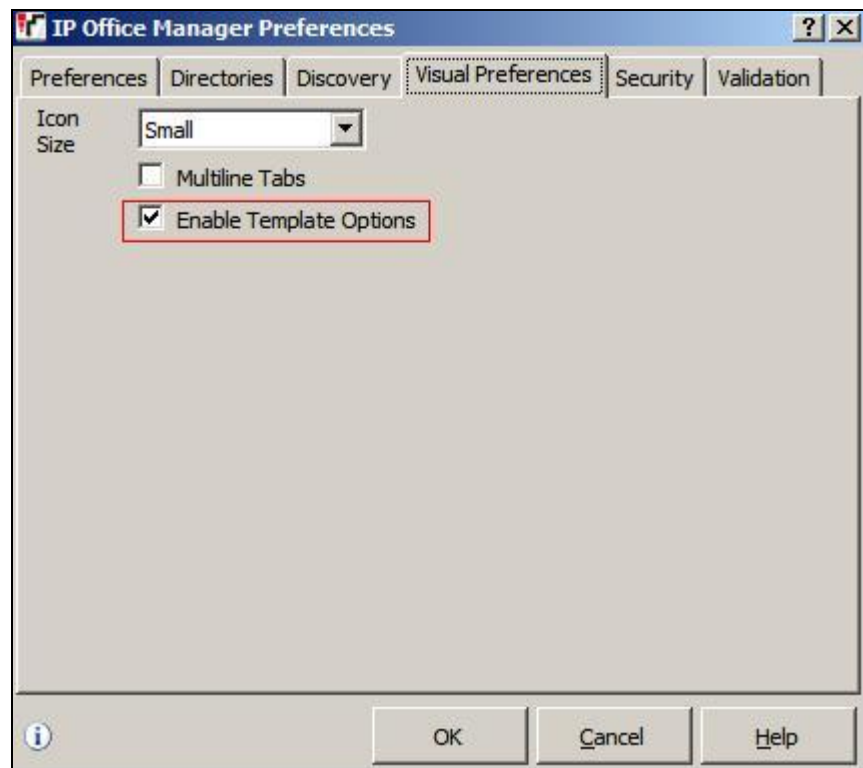 IP Office Manager Preferences
Preferences Directories Discovery Visual Preferences Security Validation
Icon Size Small
Multiline Tabs
Enable Template Options
OK Cancel Help